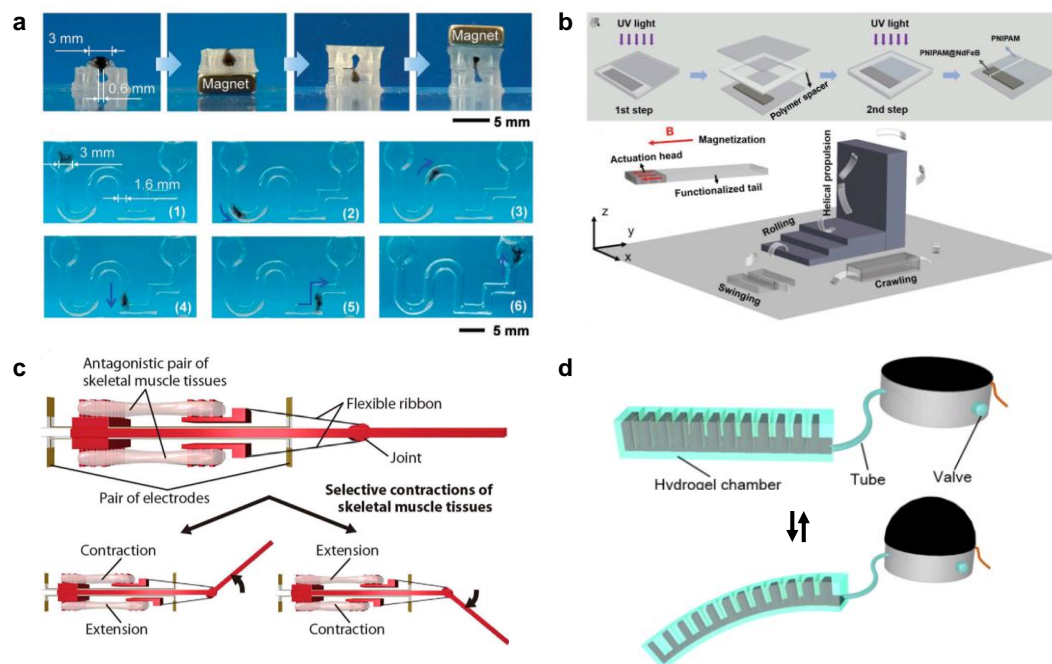 a
3 mm
0.6 mm
Magnet
Magnet
5 mm
3 mm
1.6 mm
(1)
(2)
(3)
(4)
(5)
(6)
5 mm
b
UV light
1st step
Polymer spacer
UV light
2nd step
PNIPAM
PNIPAM@NdFeB
B
Magnetization
Actuation head
Functionalized tail
z
y
x
Helical propulsion
Rolling
Swinging
Crawling
c
Antagonistic pair of
skeletal muscle tissues
Flexible ribbon
Joint
Pair of electrodes
Selective contractions of
skeletal muscle tissues
Contraction
Extension
Extension
Contraction
d
Hydrogel chamber
Tube
Valve